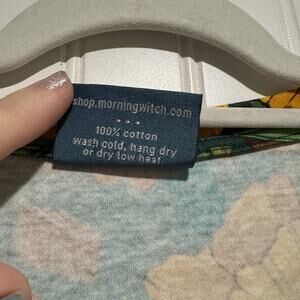 shop.morningwitch.com
• • •
100% cotton
wash cold, hang dry
or dry low heat